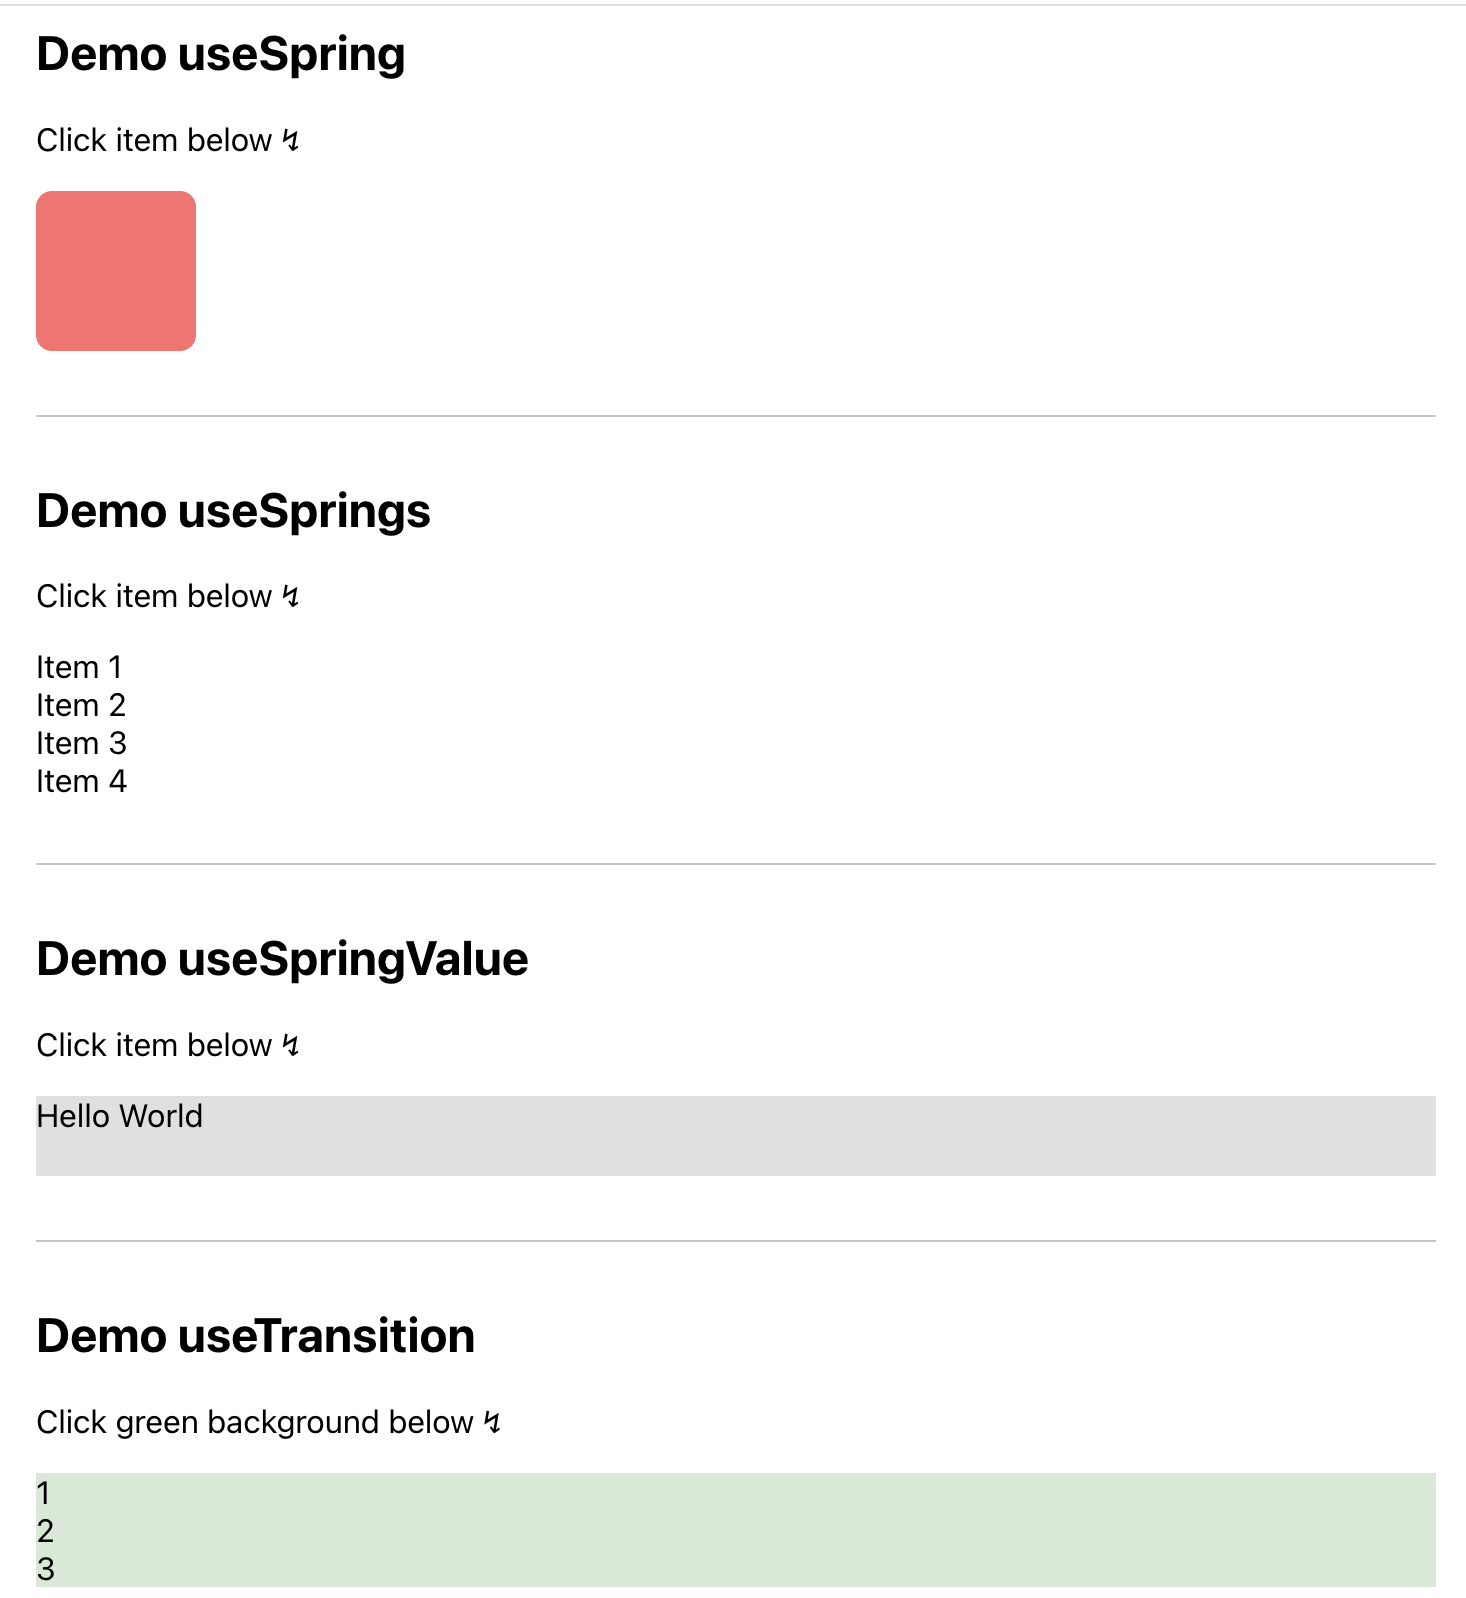 Demo useSpring
Click item below ↯
Demo useSprings
Click item below ↯
Item 1
Item 2
Item 3
Item 4
Demo useSpringValue
Click item below ↯
Hello World
Demo useTransition
Click green background below ↯
1
2
3